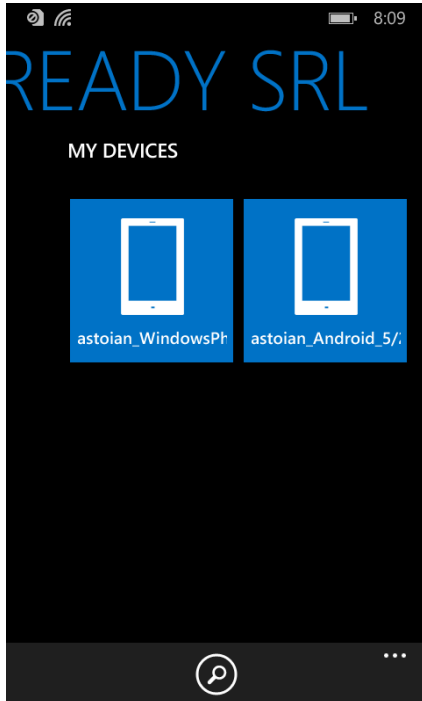 8:09
READY SRL
MY DEVICES
astoian_WindowsPh
astoian_Android_5/